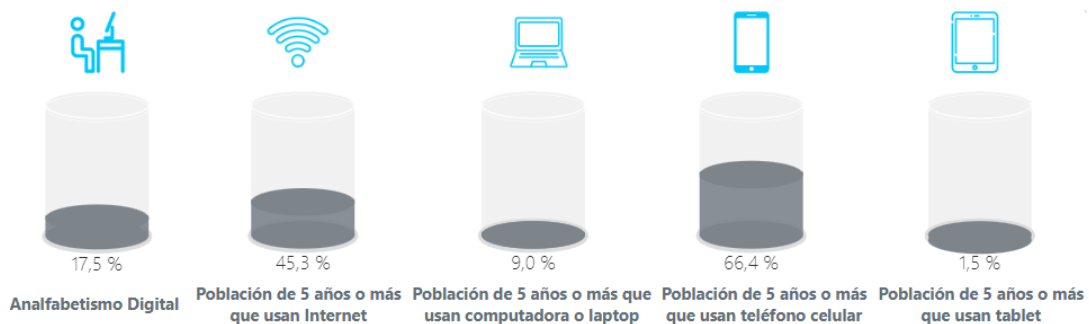 17,5 %
45,3 %
9,0 %
66,4 %
1,5 %
Analfabetismo Digital
Población de 5 años o más
que usan Internet
Población de 5 años o más que
usan computadora o laptop
Población de 5 años o más
que usan teléfono celular
Población de 5 años o más
que usan tablet